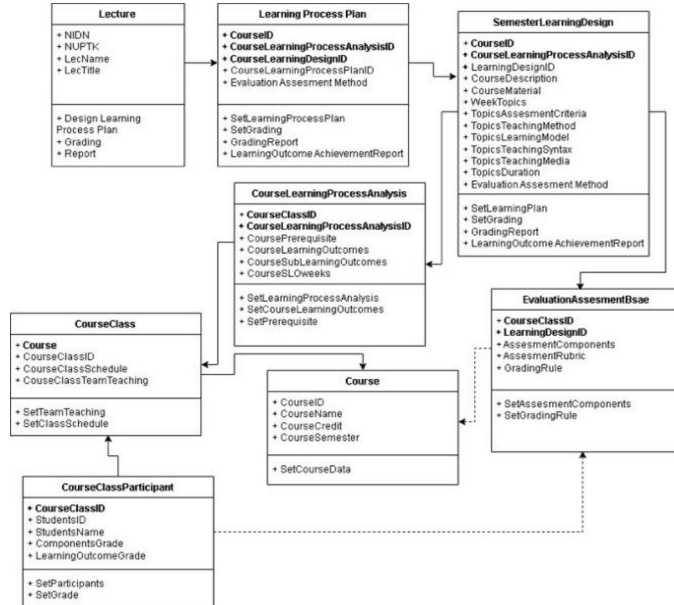 Lecture
+ NIDN
+ NUPTK
+ LecName
+ LecTitle
+ Design Learning
Process Plan
+ Grading
+ Report
Learning Process Plan
+ CourseID
+ CourseLearningProcessAnalysisID
+ CourseLearningDesignID
+ CourseLearningProcessPlanID
+ Evaluation Assesment Method
+ SetLearningProcessPlan
+ SetGrading
+ GradingReport
+ LearningOutcome AchievementReport
SemesterLearningDesign
+ CourseID
+ CourseLearningProcessAnalysisID
+ LearningDesignID
+ CourseDescription
+ CourseMaterial
+ WeekTopics
+ TopicsAssesmentCriteria
+ TopicsTeachingMethod
+ TopicsLearningModel
+ TopicsTeachingSyntax
+ TopicsTeachingMedia
+ TopicsDuration
+ Evaluation Assesment Method
+ SetLearningPlan
+ SetGrading
+ GradingReport
+ LearningOutcome AchievementReport
CourseLearningProcessAnalysis
+ CourseClassID
+ CourseLearningProcessAnalysisID
+ CoursePrerequisite
+ CourseLearningOutcomes
+ CourseSubLearningOutcomes
+ CourseSLOweeks
+ SetLearningProcessAnalysis
+ SetCourseLearningOutcomes
+ SetPrerequisite
EvaluationAssesmentBsae
+ CourseClassID
+ LearningDesignID
+ AssesmentComponents
+ AssesmentRubric
+ GradingRule
+ SetAssesmentComponents
+ SetGradingRule
CourseClass
+ Course
+ CourseClassID
+ CourseClassSchedule
+ CouseClassTeamTeaching
+ SetTeamTeaching
+ SetClassSchedule
Course
+ CourseID
+ CourseName
+ CourseCredit
+ CourseSemester
+ SetCourseData
CourseClassParticipant
+ CourseClassID
+ StudentsID
+ StudentsName
+ ComponentsGrade
+ LearningOutcomeGrade
+ SetParticipants
+ SetGrade